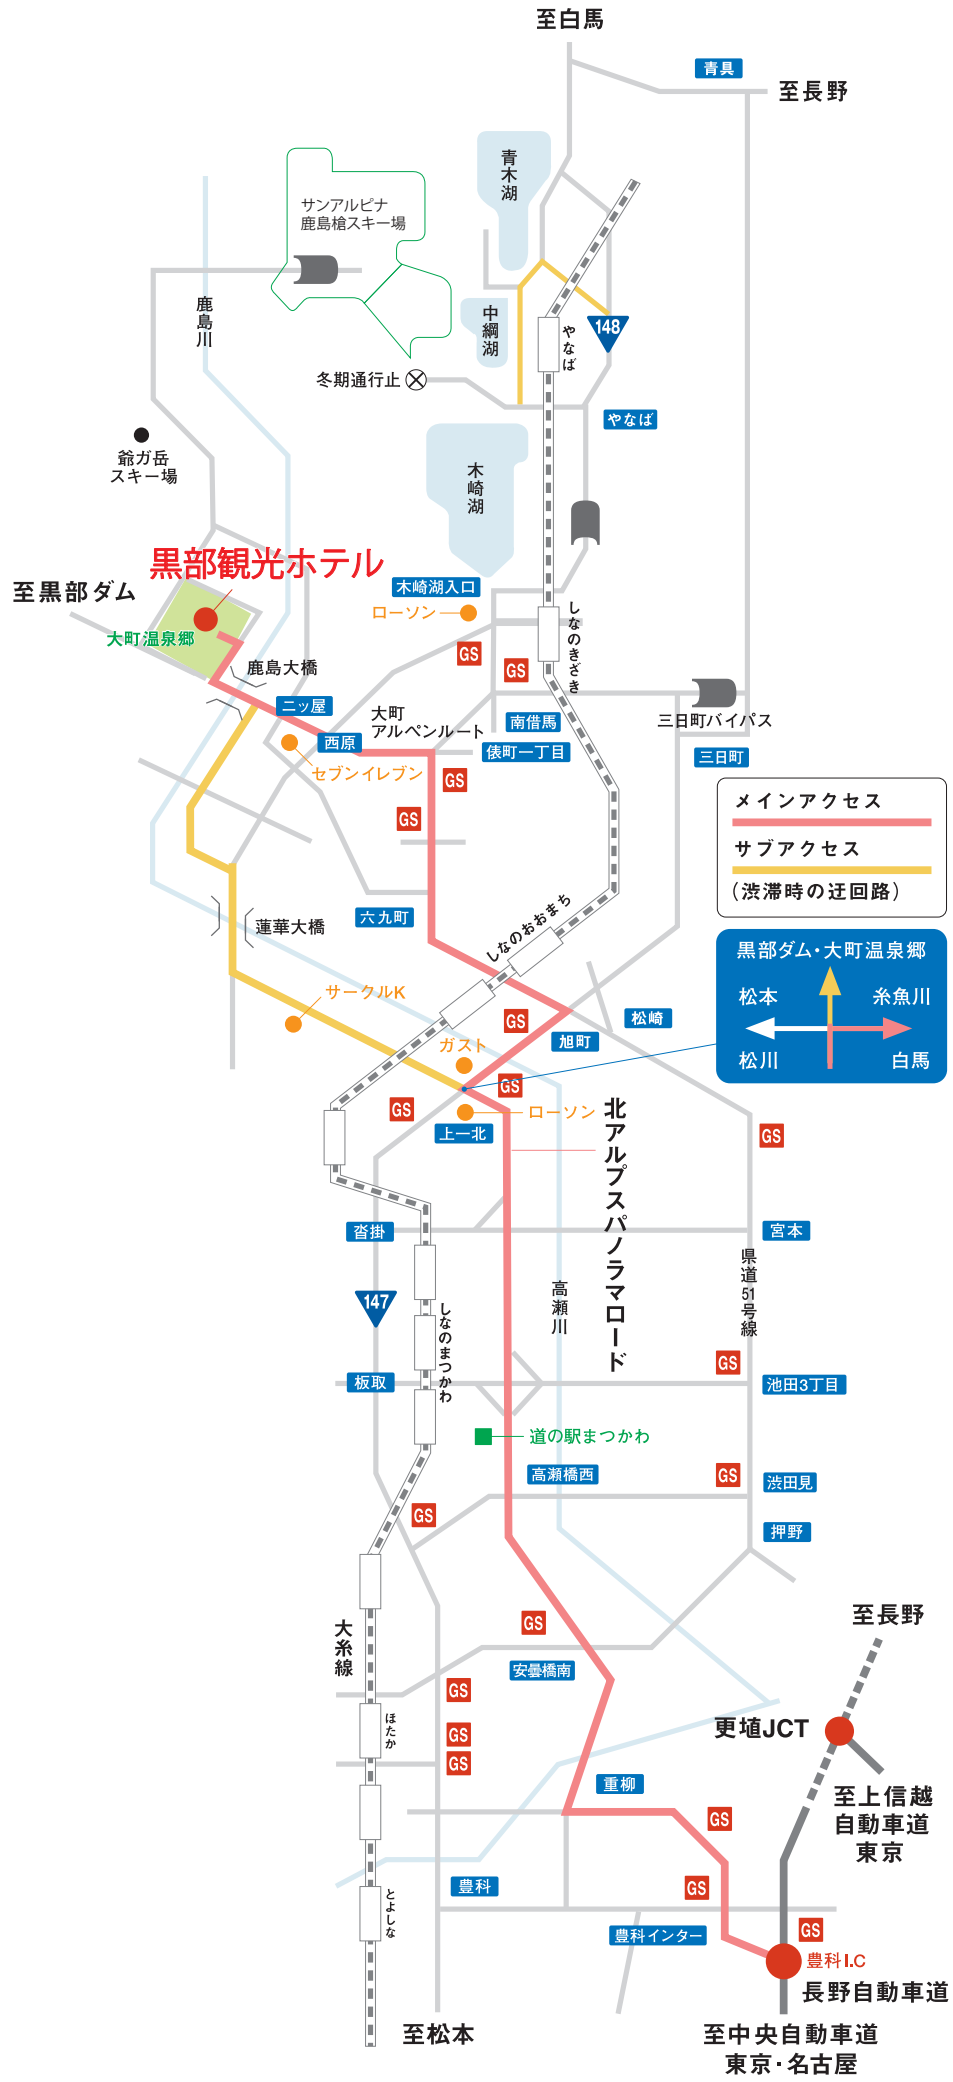 至白馬
青具
至長野
青木湖
サンアルピナ
鹿島槍スキー場
鹿島川
中綱湖
148
やなば
冬期通行止
やなば
爺ガ岳
スキー場
木崎湖
黒部観光ホテル
至黒部ダム
木崎湖入口
ローソン
しなのきざき
大町温泉郷
GS
GS
鹿島大橋
二ッ屋
大町
アルペンルート
南借馬
三日町バイパス
西原
俵町一丁目
三日町
セブンイレブン
GS
GS
メインアクセス
サブアクセス
(渋滞時の迂回路)
六九町
しなのおおまち
蓮華大橋
黒部ダム・大町温泉郷
松本
糸魚川
松川
白馬
サークルK
GS
松崎
旭町
ガスト
GS
GS
ローソン
上一北
北アルプスパノラマロード
GS
沓掛
宮本
県道51号線
高瀬川
147
しなのまつかわ
GS
板取
池田3丁目
道の駅まつかわ
高瀬橋西
GS
渋田見
GS
押野
至長野
GS
大糸線
安曇橋南
GS
ほたか
GS
GS
更埴JCT
重柳
至上信越
自動車道
東京
GS
豊科
GS
とよしな
豊科インター
GS
豊科I.C
長野自動車道
至松本
至中央自動車道
東京・名古屋